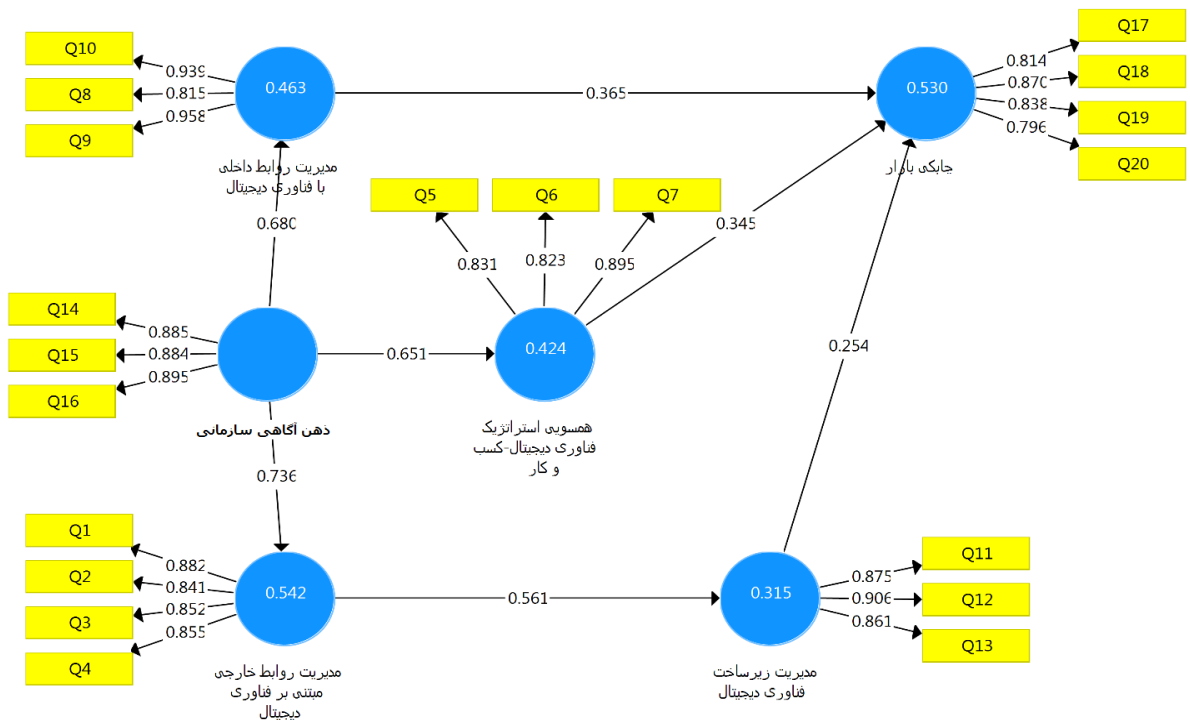 Q10
Q8
Q9
0.939
0.815
0.958
0.463
مدیریت روابط داخلی
با فناوری دیجیتال
0.365
0.530
چابکی بازار
0.814
0.870
0.838
0.796
Q17
Q18
Q19
Q20
0.680
Q5
Q6
Q7
0.831
0.823
0.895
0.345
Q14
Q15
Q16
0.885
0.884
0.895
ذهن آگاهی سازمانی
0.651
0.424
همسویی استراتژیک
فناوری دیجیتال-کسب
و کار
0.254
0.736
Q1
Q2
Q3
Q4
0.882
0.841
0.852
0.855
0.542
مدیریت روابط خارجی
مبتنی بر فناوری
دیجیتال
0.561
0.315
مدیریت زیرساخت
فناوری دیجیتال
0.875
0.906
0.861
Q11
Q12
Q13